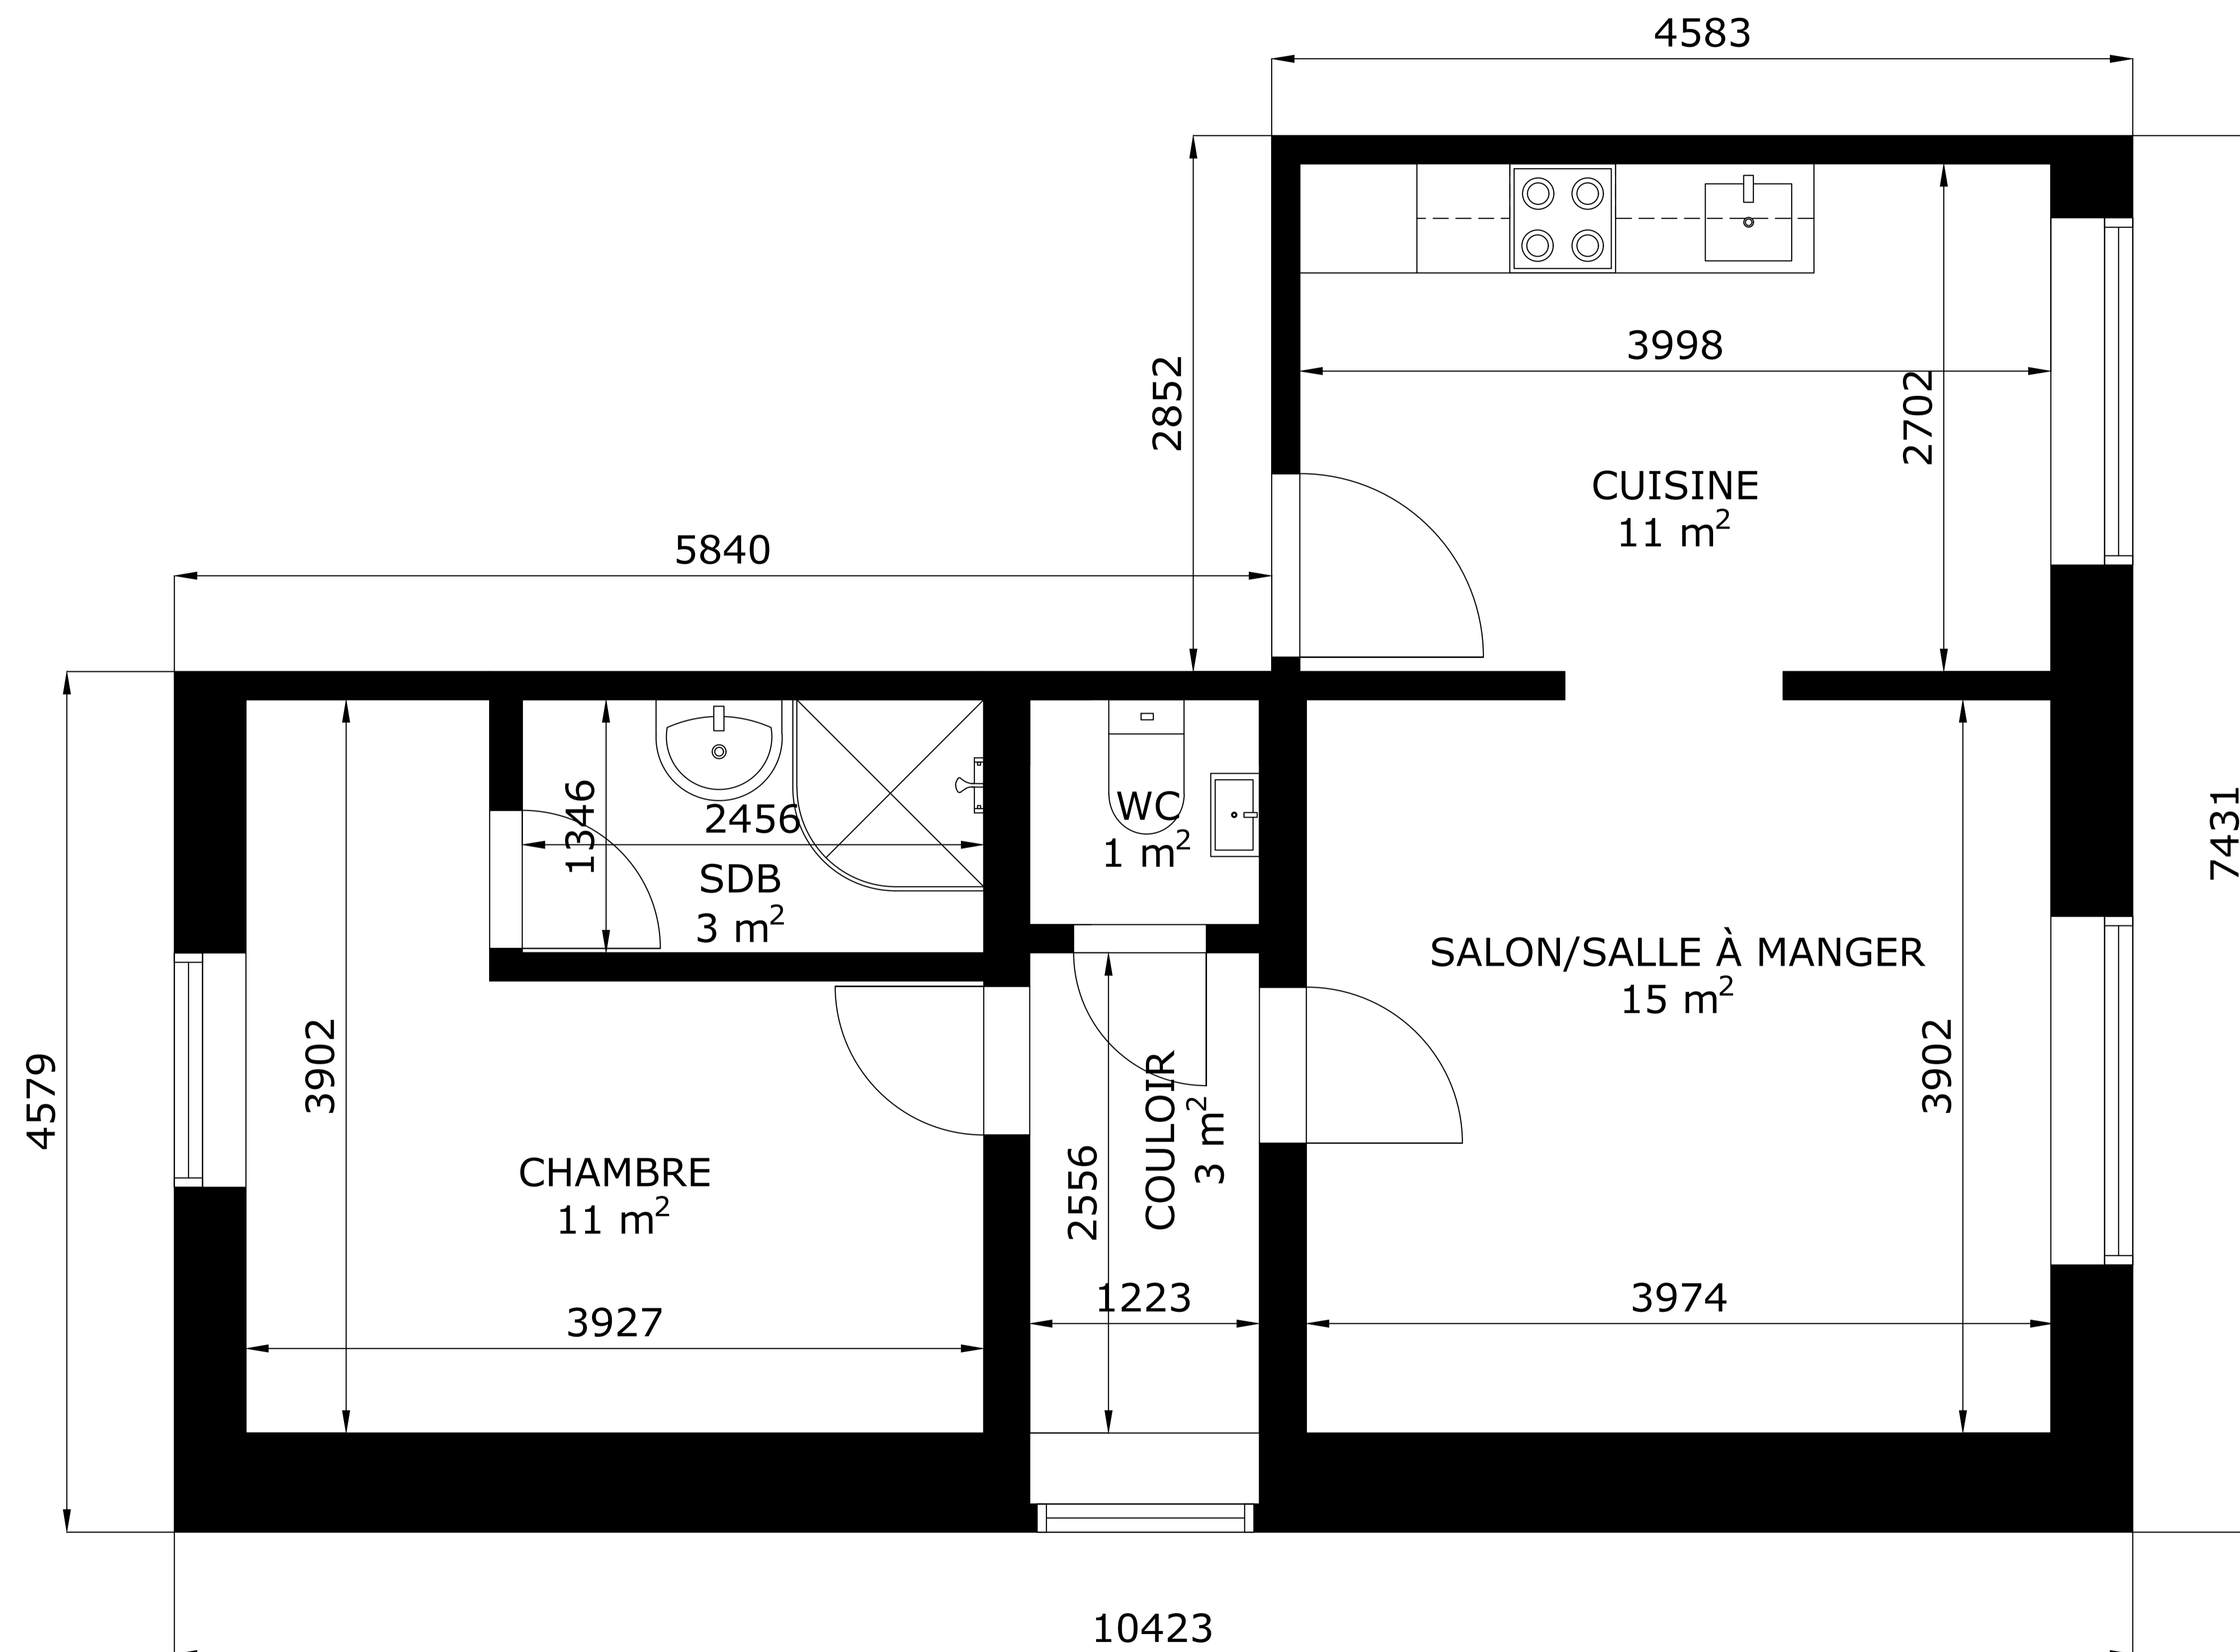 4583
2852
3998
2702
CUISINE
11 m²
5840
7431
1346
2456
SDB
3 m²
WC
1 m²
SALON/SALLE À MANGER
15 m²
4579
3902
3902
COULOIR
3 m²
2556
CHAMBRE
11 m²
1223
3974
3927
10423